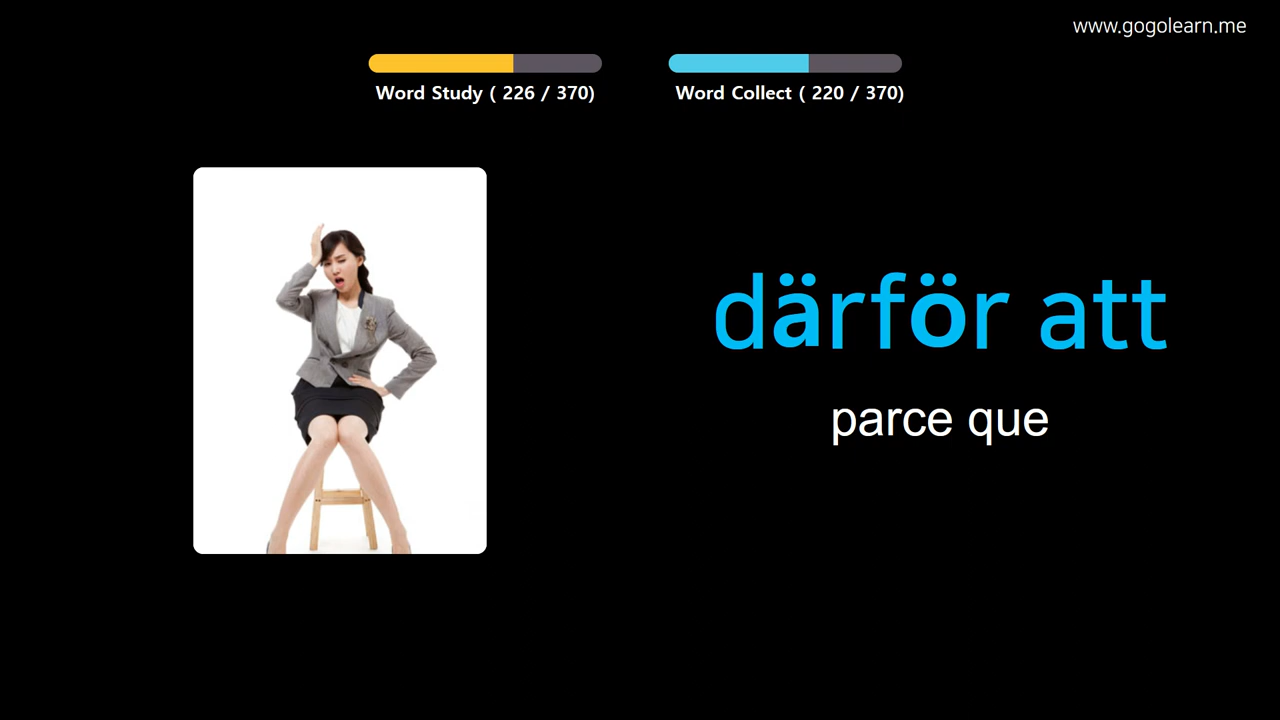 www.gogolearn.me
Word Study ( 226 / 370)
Word Collect ( 220 / 370)
därför att
parce que